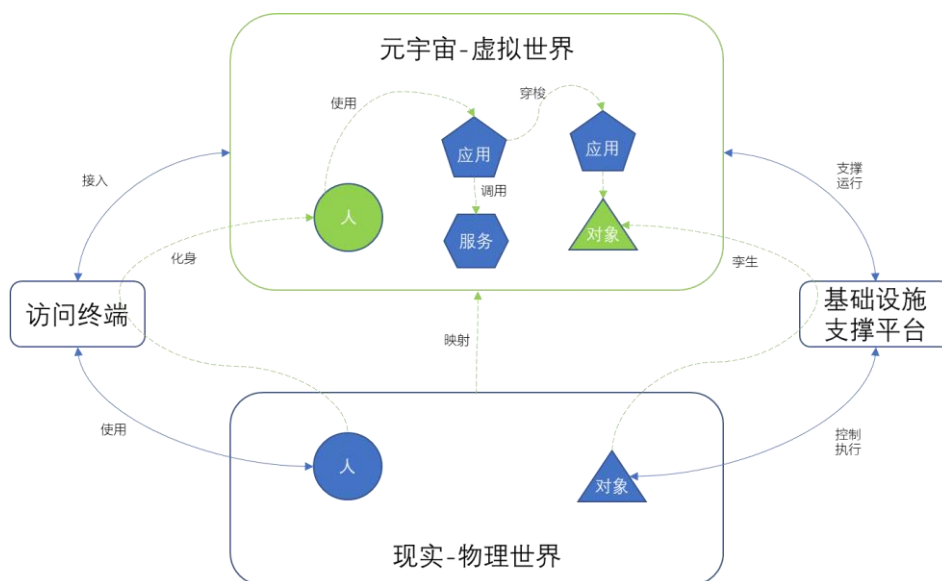 元宇宙-虚拟世界
使用
穿梭
应用
应用
接入
支撑
运行
调用
人
服务
对象
化身
孪生
访问终端
基础设施
支撑平台
映射
使用
控制
执行
人
对象
现实-物理世界